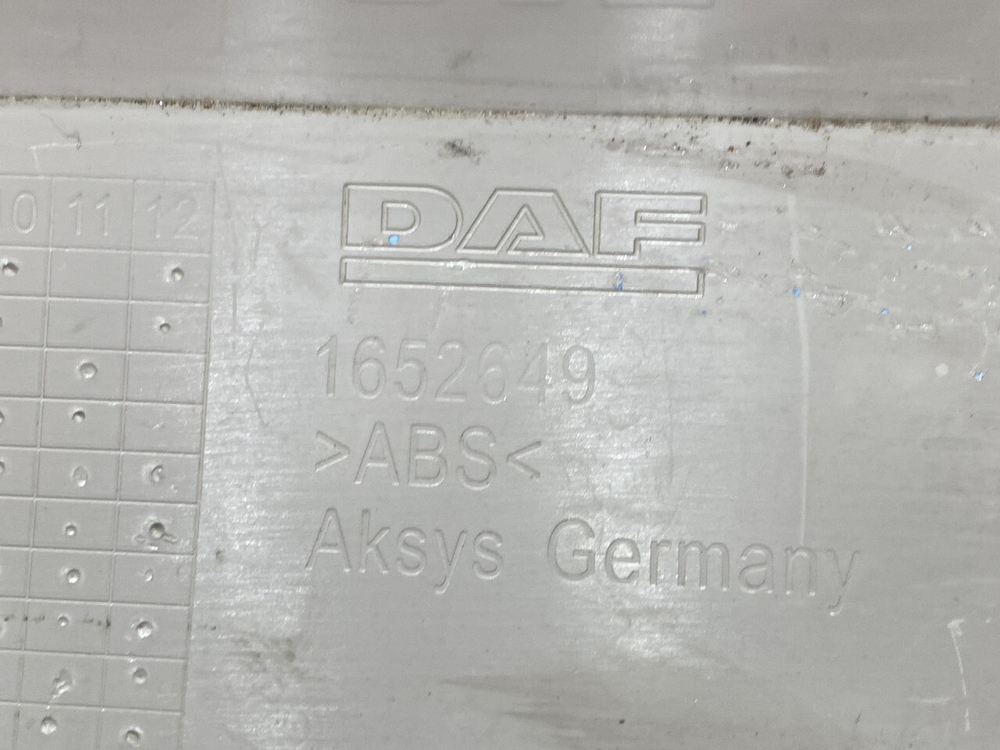 DAF
1652649
>ABS<
Aksys Germany
10 11 12